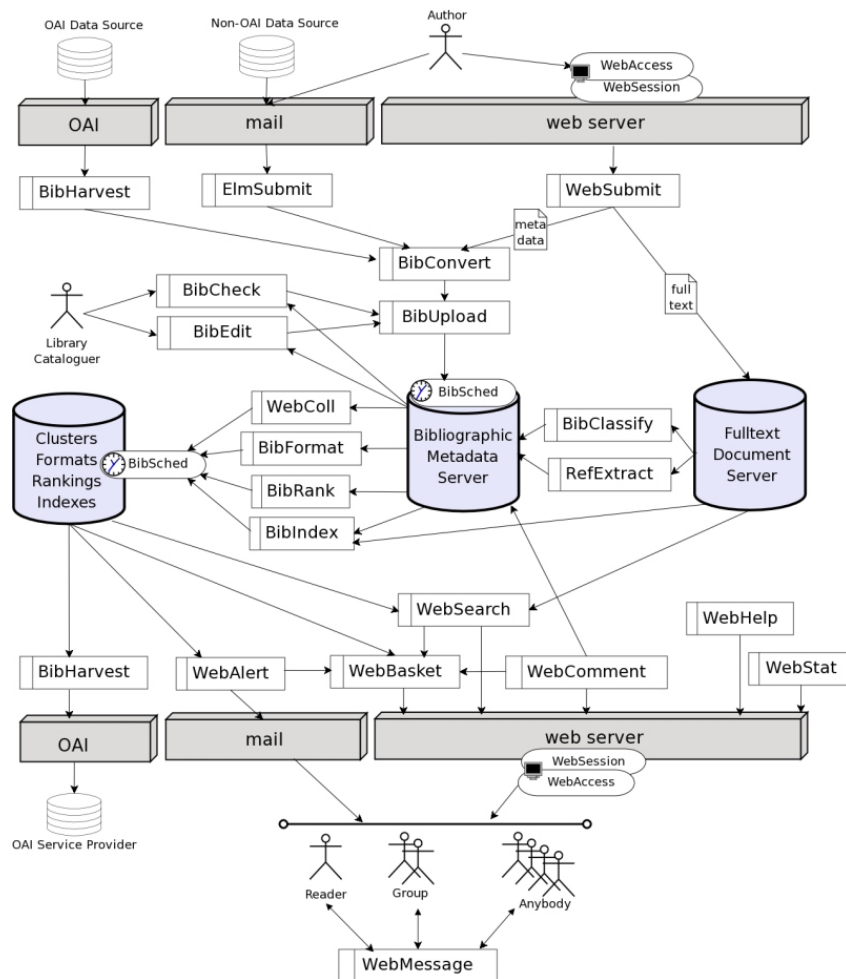 Author
OAI Data Source
Non-OAI Data Source
WebAccess
WebSession
OAI
mail
web server
BibHarvest
ElmSubmit
WebSubmit
meta
data
BibConvert
BibCheck
full
text
BibUpload
BibEdit
Library
Cataloguer
BibSched
WebColl
BibClassify
Clusters
Formats
Rankings
Indexes
BibSched
BibFormat
Bibliographic
Metadata
Server
Fulltext
Document
Server
RefExtract
BibRank
BibIndex
WebSearch
WebHelp
BibHarvest
WebAlert
WebBasket
WebComment
WebStat
OAI
mail
web server
WebSession
WebAccess
OAI Service Provider
Reader
Group
Anybody
WebMessage